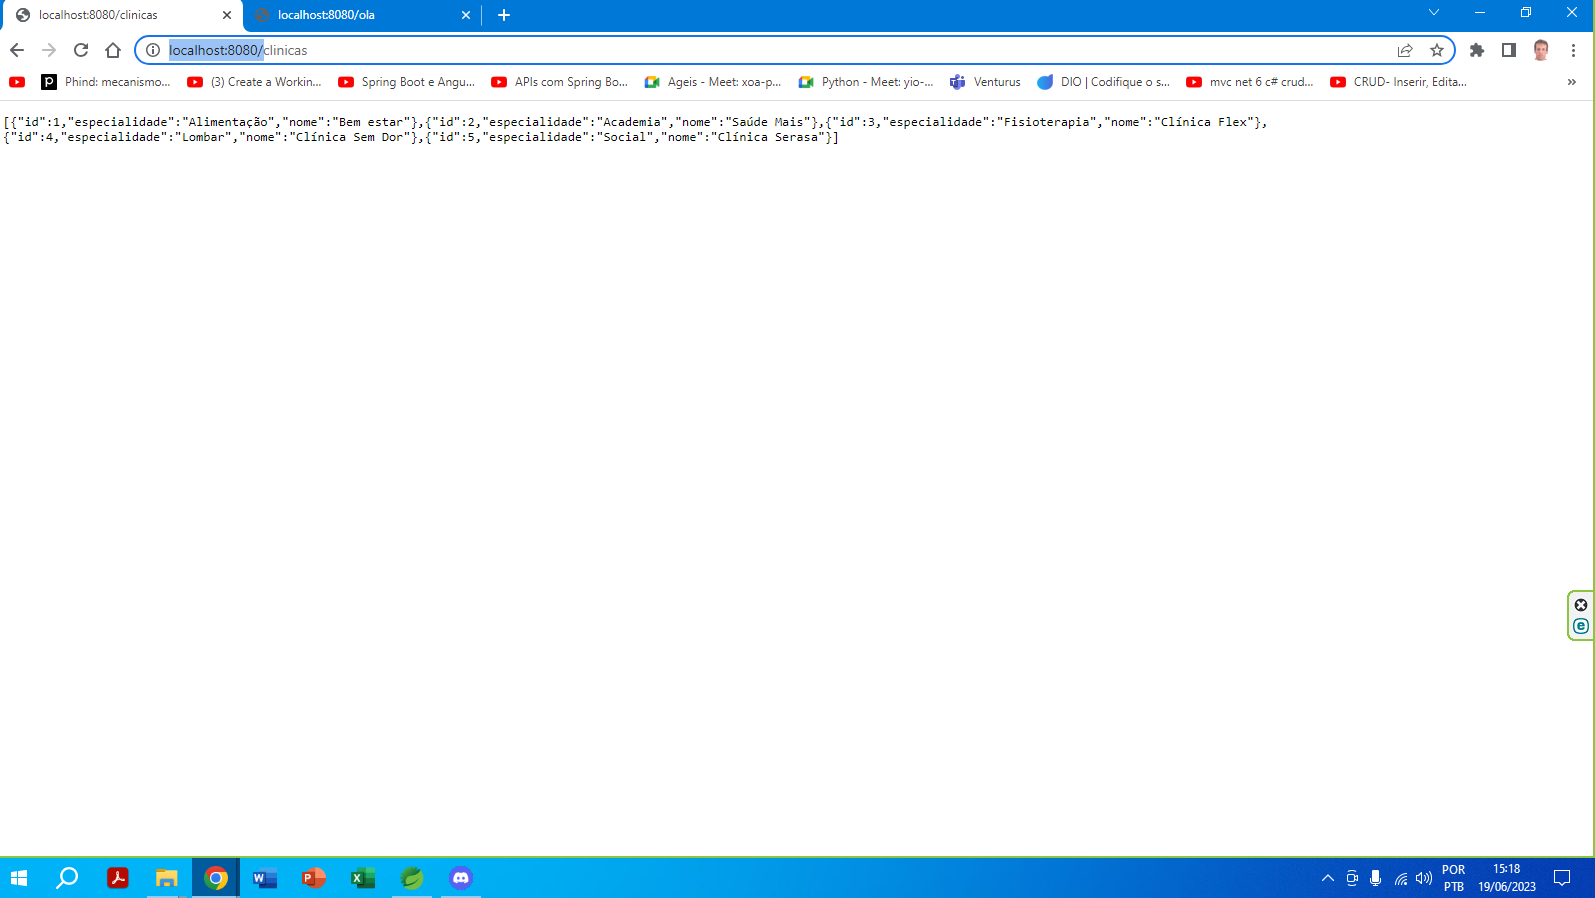 localhost:8080/clinicas
localhost:8080/ola
localhost:8080/clinicas
Phind: mecanismo...
(3) Create a Workin...
Spring Boot e Angu...
APIs com Spring Bo...
Ageis - Meet: xoa-p...
Python - Meet: yio-...
Venturus
DIO | Codifique o s...
mvc net 6 c# crud...
CRUD- Inserir, Edita...
[{"id":1,"especialidade":"Alimentação","nome":"Bem estar"},{"id":2,"especialidade":"Academia","nome":"Saúde Mais"},{"id":3,"especialidade":"Fisioterapia","nome":"Clínica Flex"},
{"id":4,"especialidade":"Lombar","nome":"Clínica Sem Dor"},{"id":5,"especialidade":"Social","nome":"Clínica Serasa"}]
POR
PTB
15:18
19/06/2023